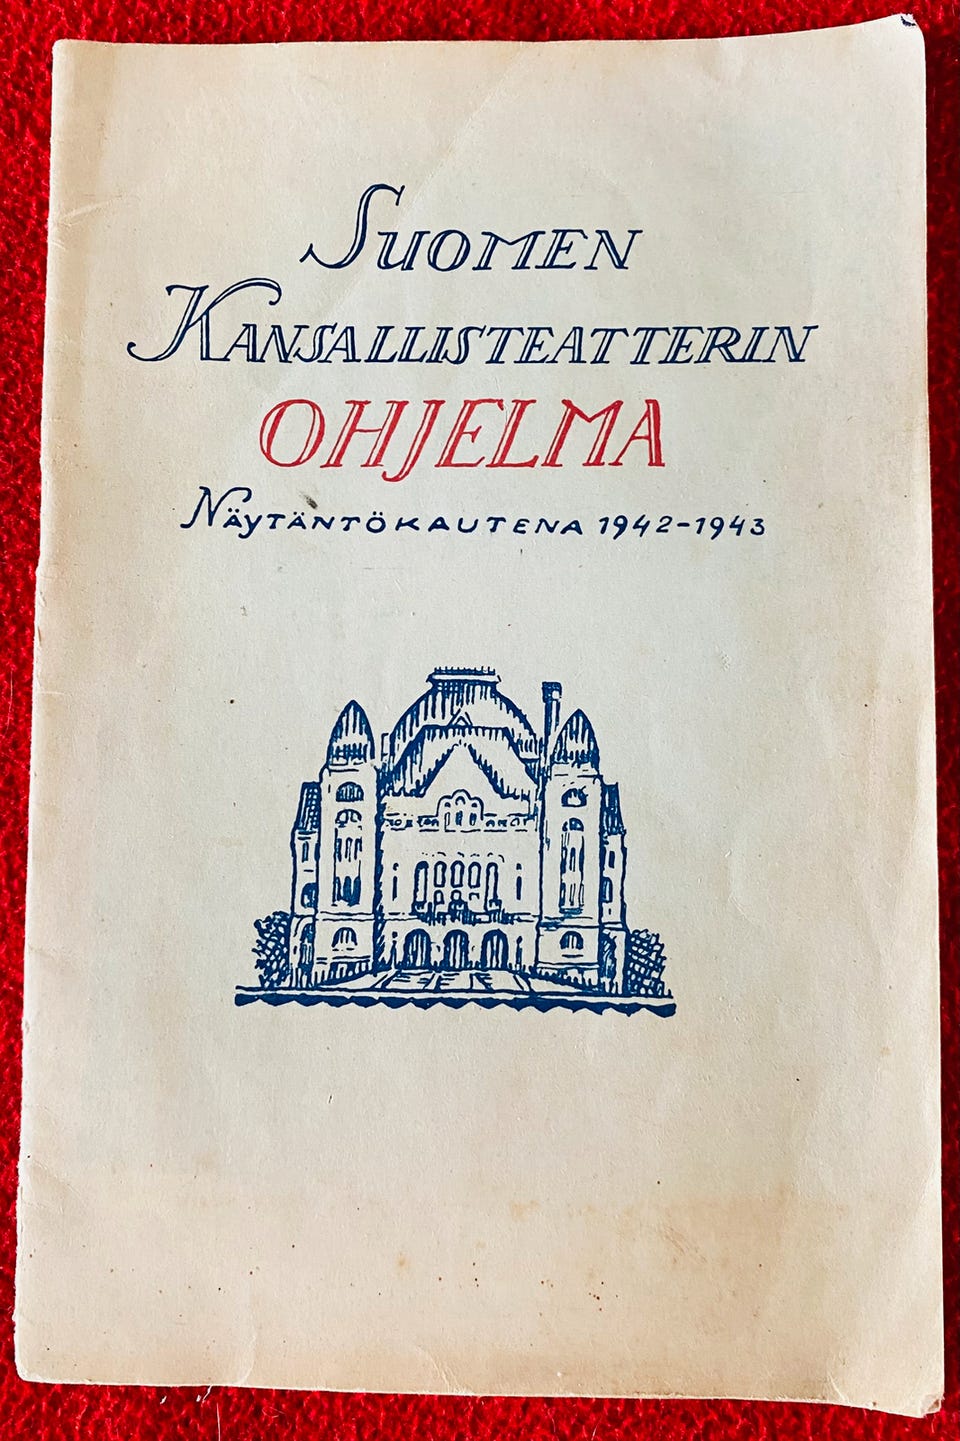 SUOMEN
KANSALLISTEATTERIN
OHJELMA
NÄYTÄNTÖKAUTENA 1942-1943